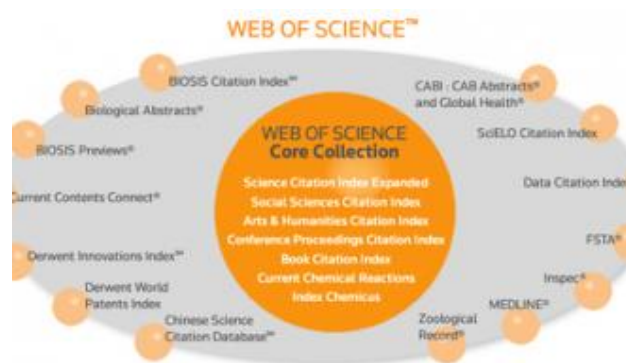 WEB OF SCIENCE™
BIOSIS Citation Index℠
Biological Abstracts®
BIOSIS Previews®
Current Contents Connect®
Derwent Innovations Index℠
Derwent World
Patents Index
Chinese Science
Citation Database℠
WEB OF SCIENCE
Core Collection
Science Citation Index Expanded
Social Sciences Citation Index
Arts & Humanities Citation Index
Conference Proceedings Citation Index
Book Citation Index
Current Chemical Reactions
Index Chemicas
CABI : CAB Abstracts®
and Global Health®
SciELO Citation Index
Data Citation Inde
FSTA®
Inspec®
MEDLINE®
Zoological
Record®